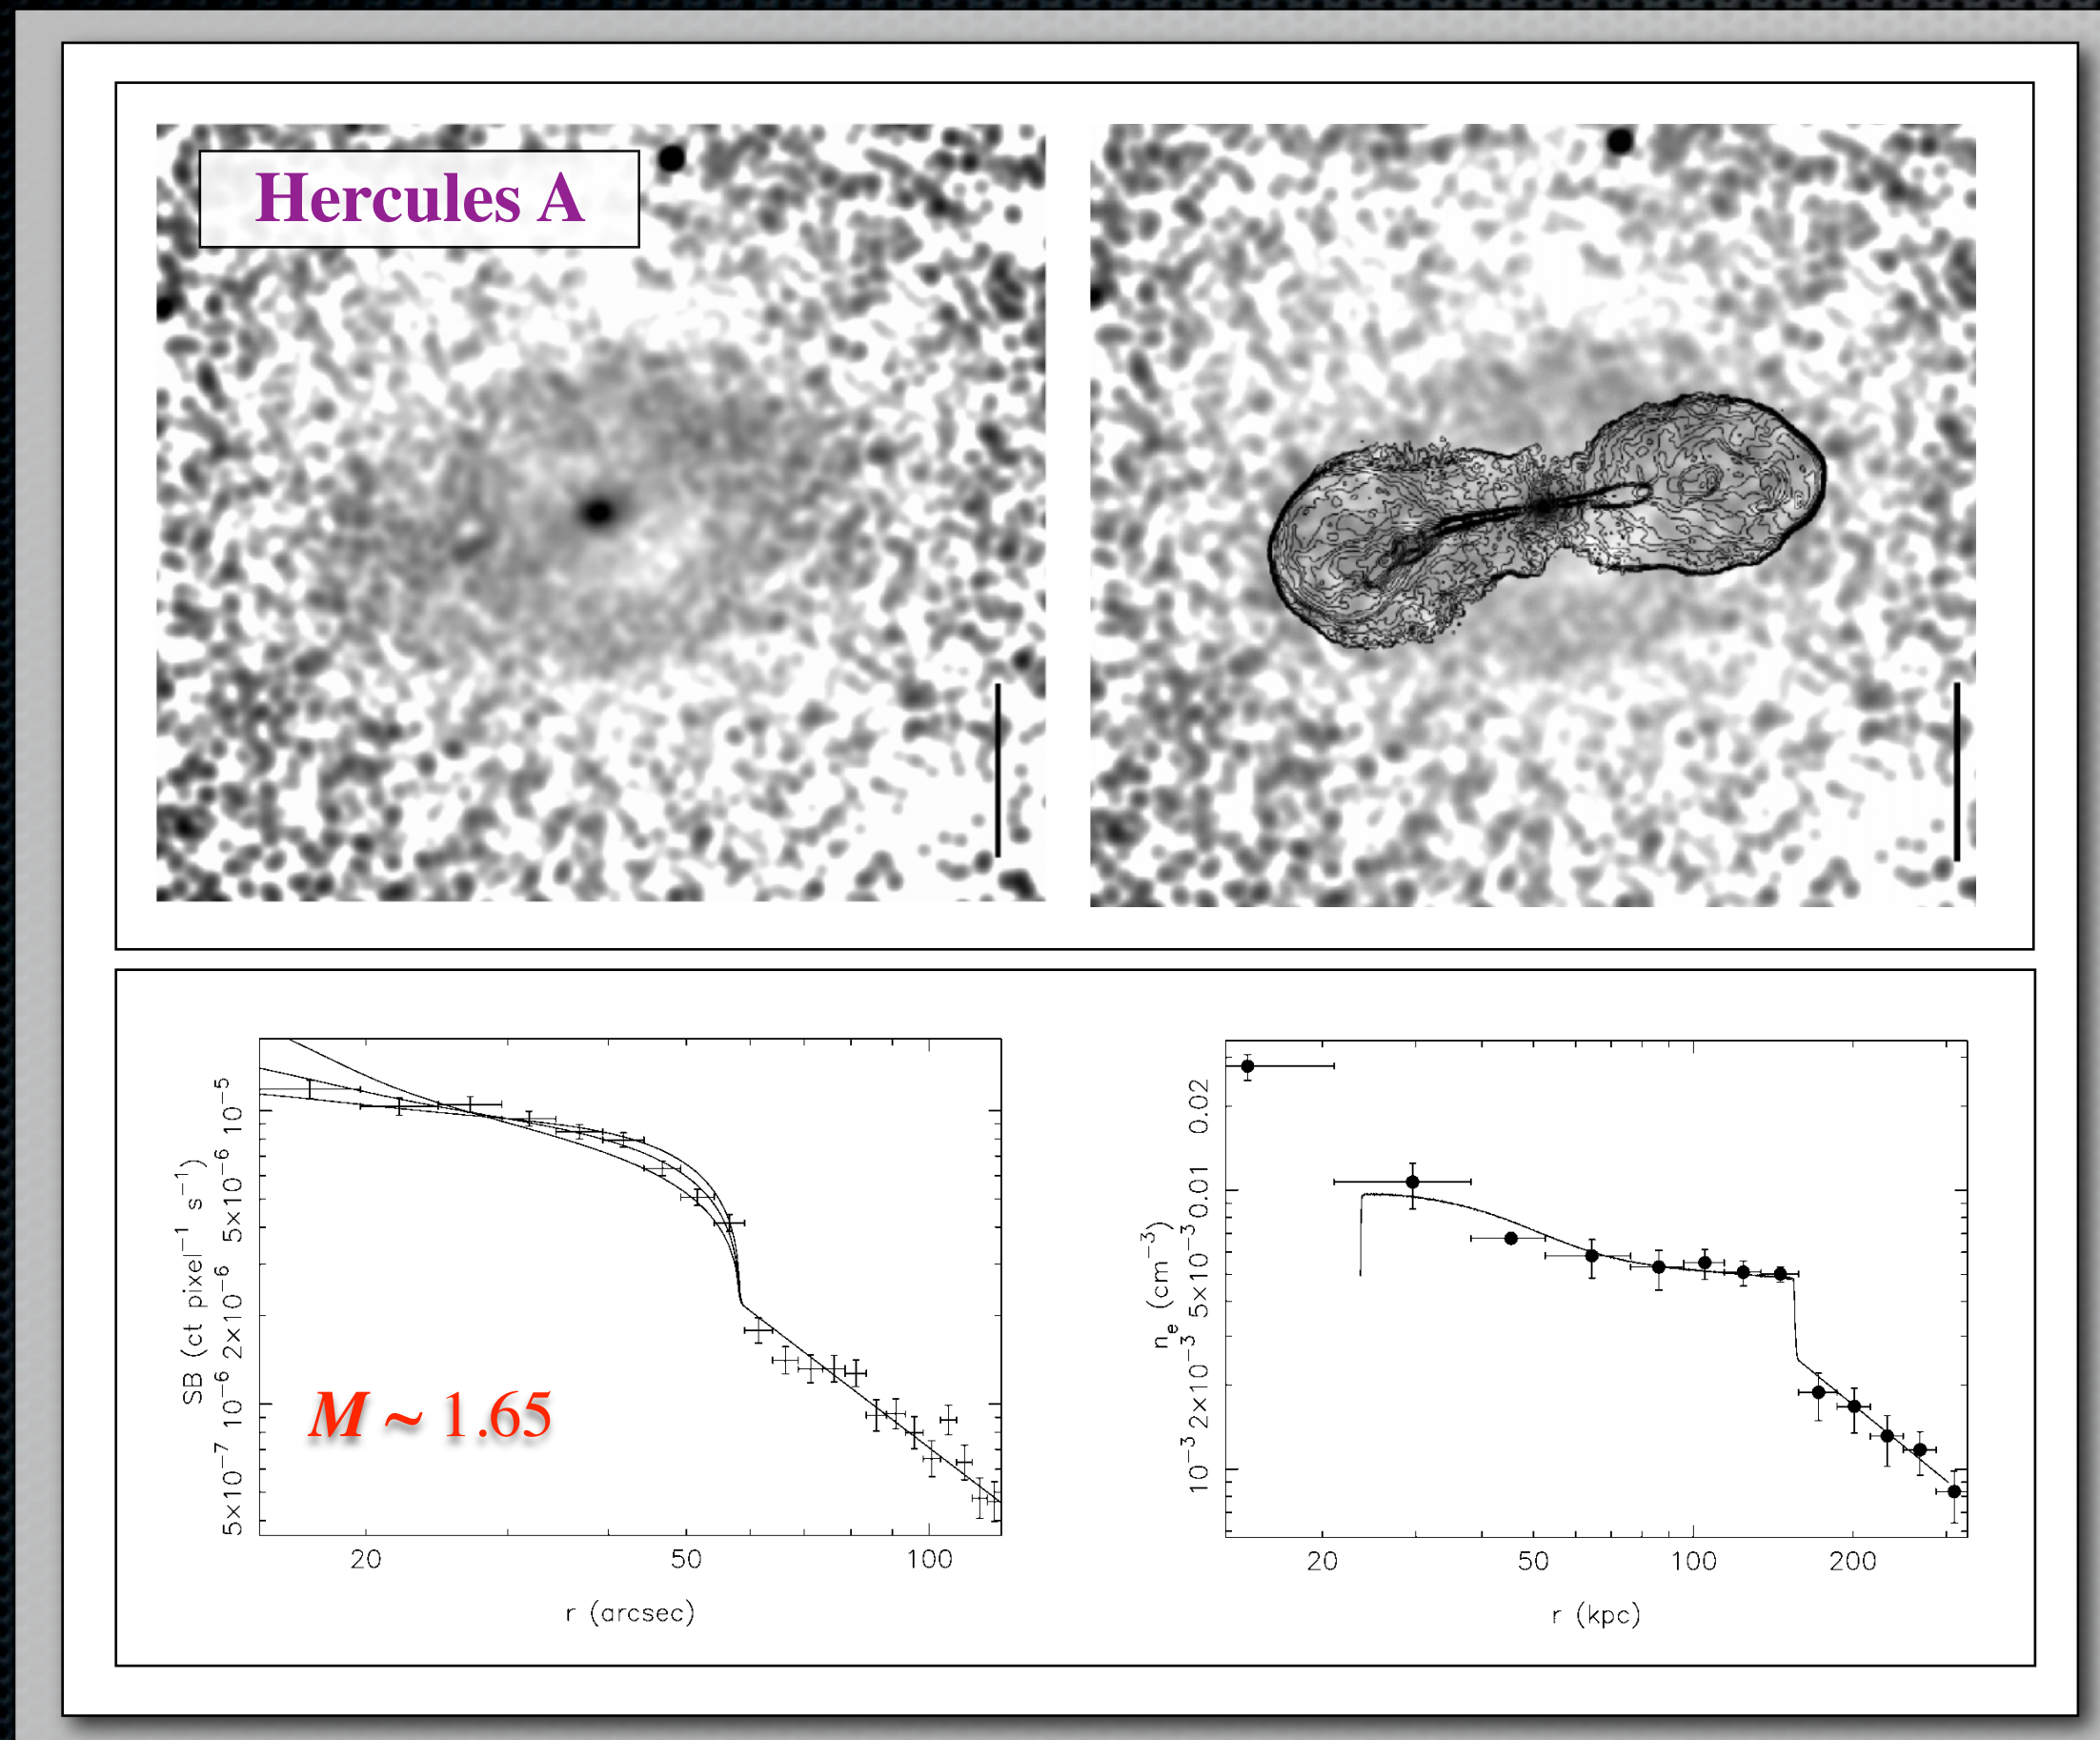 Hercules A
SB (ct pixel⁻¹ s⁻¹)
10⁻⁵
5×10⁻⁶
2×10⁻⁶
10⁻⁶
5×10⁻⁷
M ~ 1.65
20 50 100
r (arcsec)
nₑ (cm⁻³)
0.02
0.01
5×10⁻³
2×10⁻³
10⁻³
20 50 100 200
r (kpc)